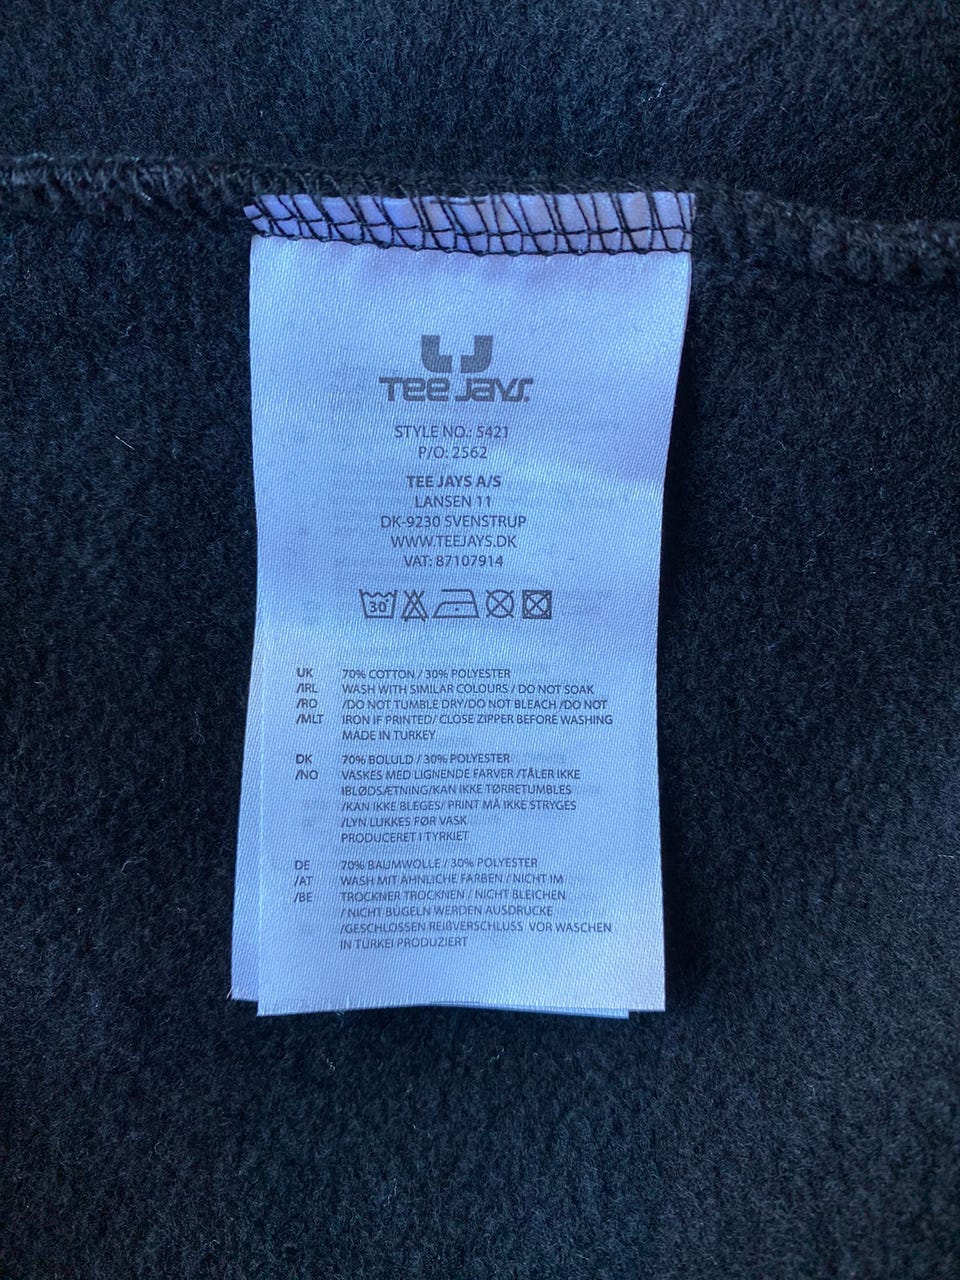 TEE JAYS.
STYLE NO.: 5421
P/O: 2562
TEE JAYS A/S
LANSEN 11
DK-9230 SVENSTRUP
WWW.TEEJAYS.DK
VAT: 87107914
30
UK 70% COTTON / 30% POLYESTER
/IRL WASH WITH SIMILAR COLOURS / DO NOT SOAK
/RO /DO NOT TUMBLE DRY/DO NOT BLEACH /DO NOT
/MLT IRON IF PRINTED/ CLOSE ZIPPER BEFORE WASHING
MADE IN TURKEY
DK 70% BOLULD / 30% POLYESTER
/NO VASKES MED LIGNENDE FARVER /TÅLER IKKE
IBLØDSÆTNING/KAN IKKE TØRRETUMBLES
/KAN IKKE BLEGES/ PRINT MÅ IKKE STRYGES
/LYN LUKKES FØR VASK
PRODUCERET I TYRKIET
DE 70% BAUMWOLLE / 30% POLYESTER
/AT WASH MIT ÄHNLICHE FARBEN / NICHT IM
/BE TROCKNER TROCKNEN / NICHT BLEICHEN
/ NICHT BÜGELN WERDEN AUSDRUCKE
/GESCHLOSSEN REIßVERSCHLUSS VOR WASCHEN
IN TÜRKEI PRODUZIERT